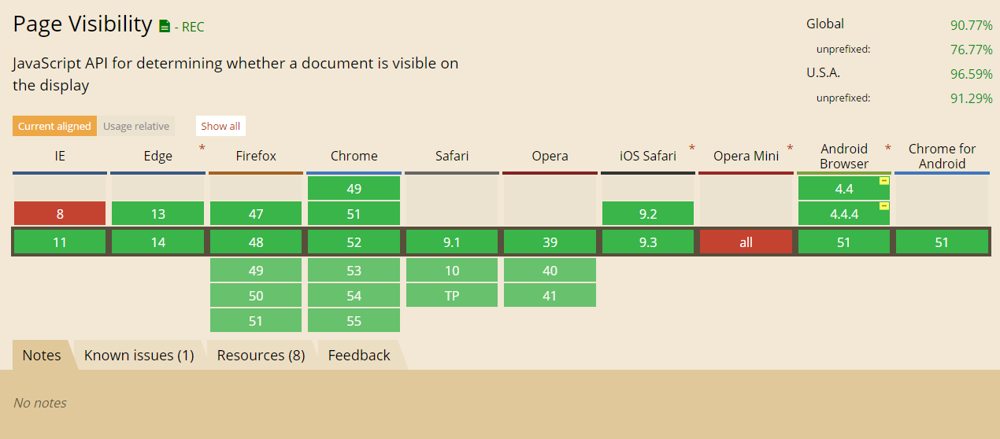 Page Visibility - REC
Global 90.77%
unprefixed: 76.77%
U.S.A. 96.59%
unprefixed: 91.29%
JavaScript API for determining whether a document is visible on
the display
Current aligned Usage relative Show all
IE Edge * Firefox Chrome Safari Opera iOS Safari * Opera Mini * Android Browser * Chrome for Android
49 4.4
8 13 47 51 9.2 4.4.4
11 14 48 52 9.1 39 9.3 all 51 51
49 53 10 40
50 54 TP 41
51 55
Notes Known issues (1) Resources (8) Feedback
No notes